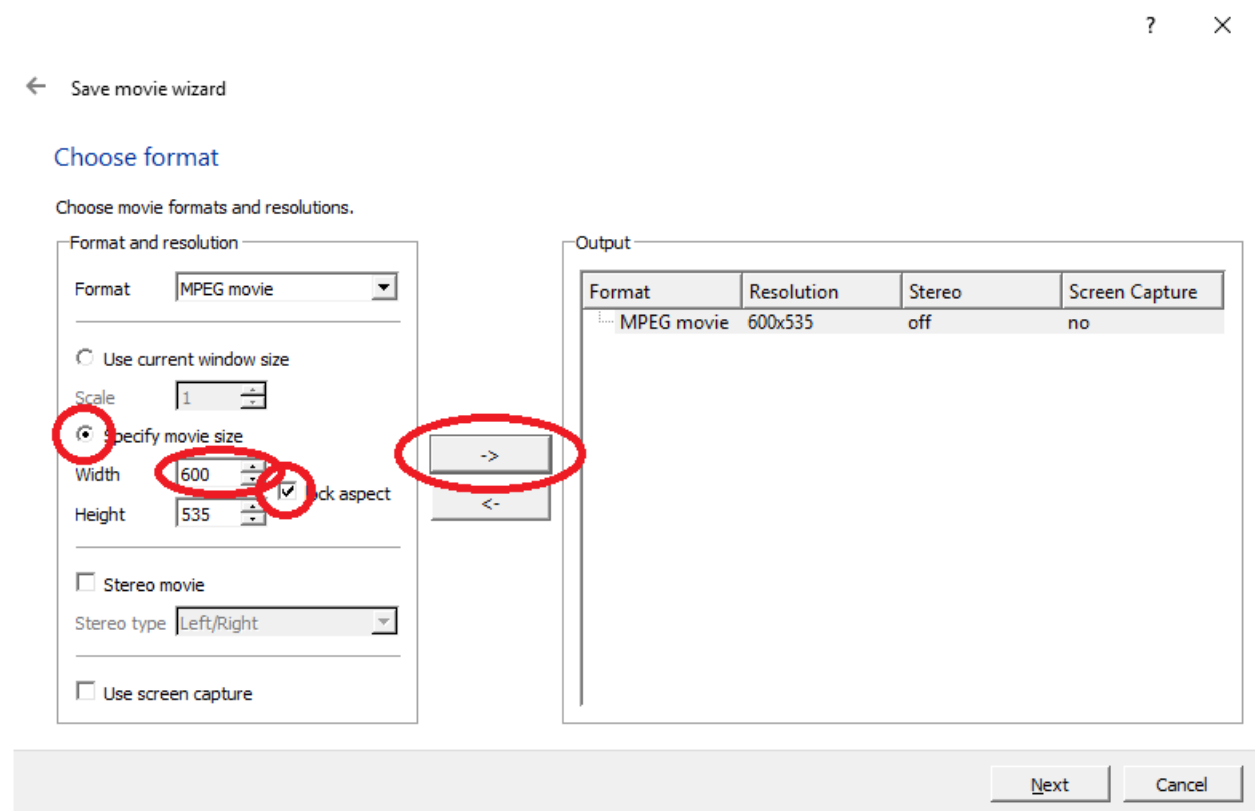 ?
Save movie wizard
Choose format
Choose movie formats and resolutions.
Format and resolution
Format MPEG movie
Use current window size
Scale 1
Specify movie size
Width 600
lock aspect
Height 535
Stereo movie
Stereo type Left/Right
Use screen capture
->
<-
Output
Format Resolution Stereo Screen Capture
MPEG movie 600x535 off no
Next Cancel